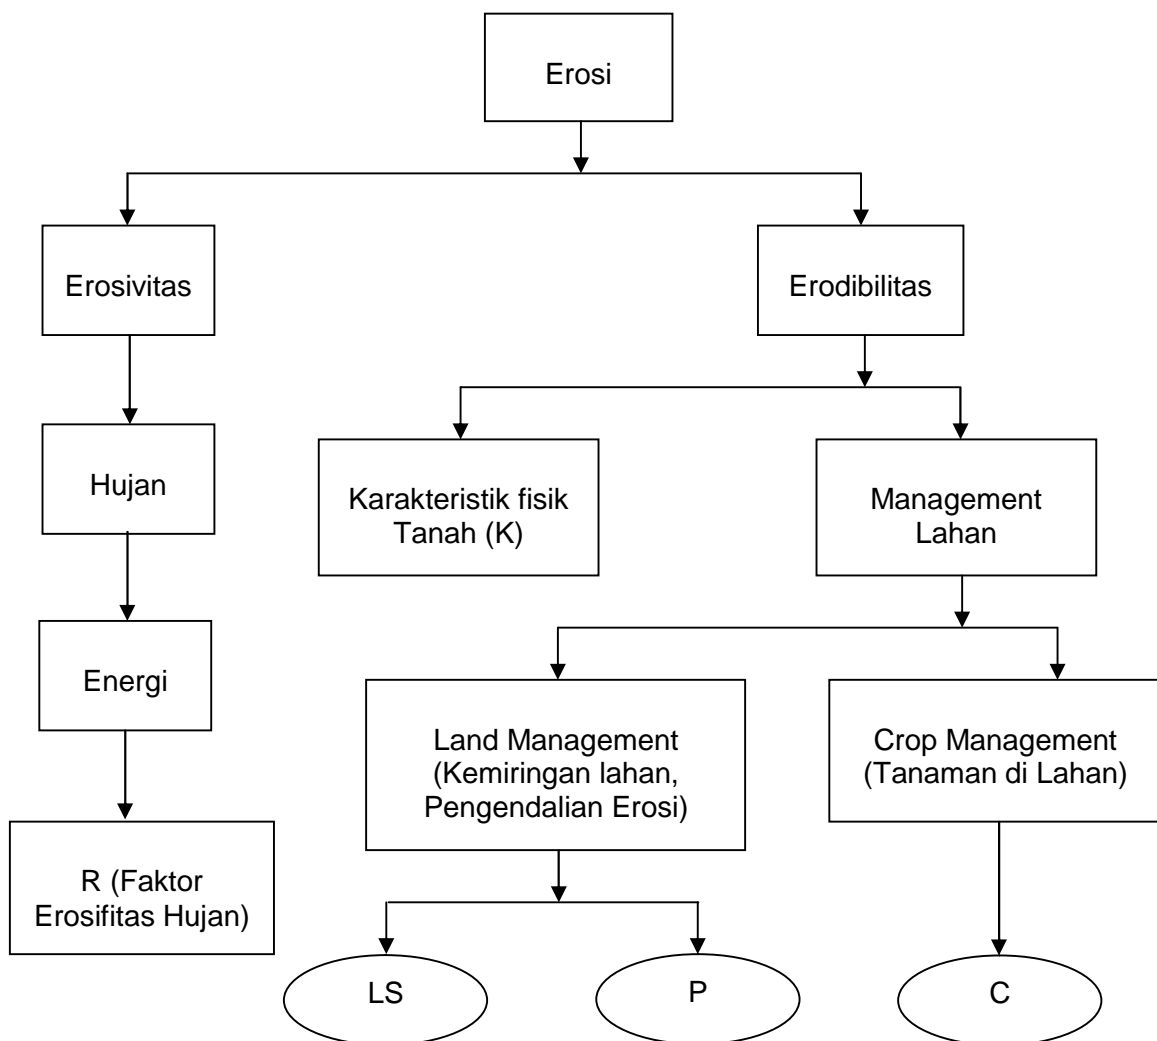 Erosi
Erosivitas
Erodibilitas
Hujan
Karakteristik fisik
Tanah (K)
Management
Lahan
Energi
Land Management
(Kemiringan lahan,
Pengendalian Erosi)
Crop Management
(Tanaman di Lahan)
R (Faktor
Erosifitas Hujan)
LS
P
C